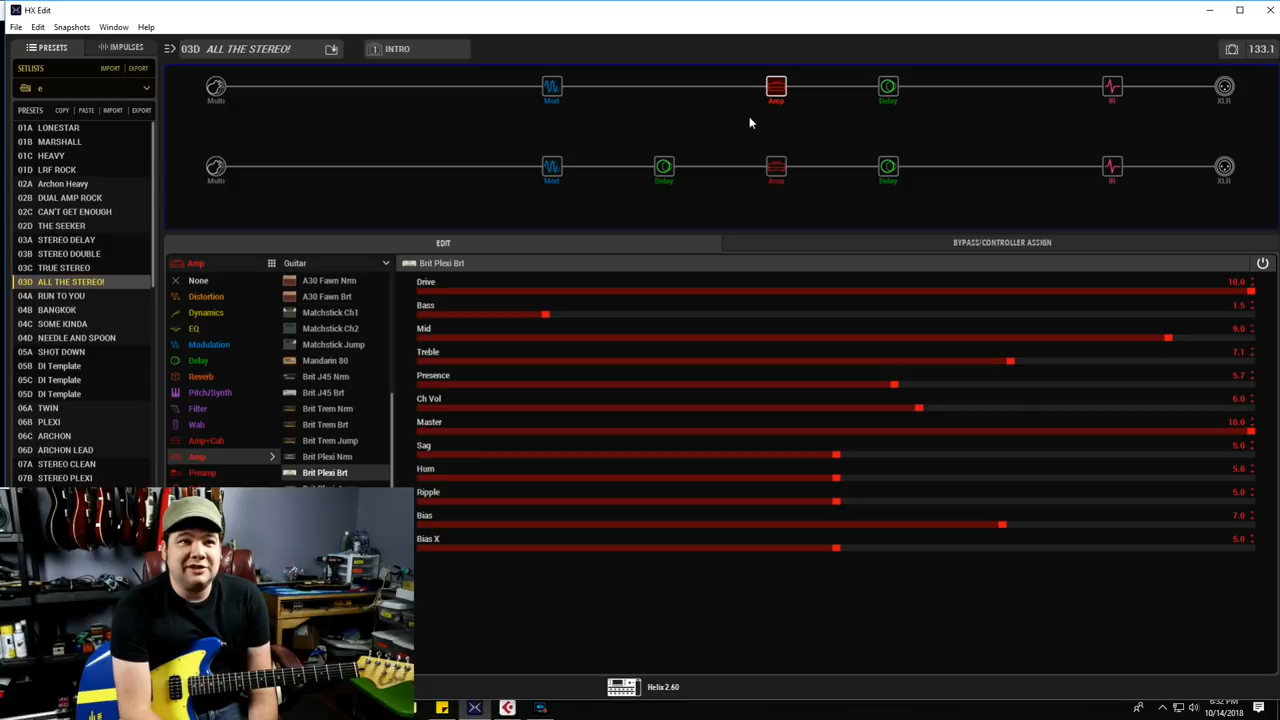 HX Edit
File Edit Snapshots Window Help
PRESETS IMPULSES 03D ALL THE STEREO! 1 INTRO 133.1
SETLISTS IMPORT EXPORT
e
PRESETS COPY PASTE IMPORT EXPORT
01A LONESTAR
01B MARSHALL
01C HEAVY
01D LRF ROCK
02A Archon Heavy
02B DUAL AMP ROCK
02C CAN'T GET ENOUGH
02D THE SEEKER
03A STEREO DELAY
03B STEREO DOUBLE
03C TRUE STEREO
03D ALL THE STEREO!
04A RUN TO YOU
04B BANGKOK
04C SOME KINDA
04D NEEDLE AND SPOON
05A SHOT DOWN
05B DI Template
05C DI Template
05D DI Template
06A TWIN
06B PLEXI
06C ARCHON
06D ARCHON LEAD
07A STEREO CLEAN
07B STEREO PLEXI
Multi Mod Amp Delay IR XLR
Multi Mod Delay Amp Delay IR XLR
EDIT BYPASS/CONTROLLER ASSIGN
Amp Guitar Brit Plexi Brt
None
Distortion
Dynamics
EQ
Modulation
Delay
Reverb
Pitch/Synth
Filter
Wah
Amp+Cab
Amp
Preamp
A30 Fawn Nrm
A30 Fawn Brt
Matchstick Ch1
Matchstick Ch2
Matchstick Jump
Mandarin 80
Brit J45 Nrm
Brit J45 Brt
Brit Trem Nrm
Brit Trem Brt
Brit Trem Jump
Brit Plexi Nrm
Brit Plexi Brt
Drive 10.0
Bass 1.5
Mid 9.0
Treble 7.1
Presence 5.7
Ch Vol 6.0
Master 10.0
Sag 5.0
Hum 5.0
Ripple 5.0
Bias 7.0
Bias X 5.0
Helix 2.60
6:32 PM
10/14/2018